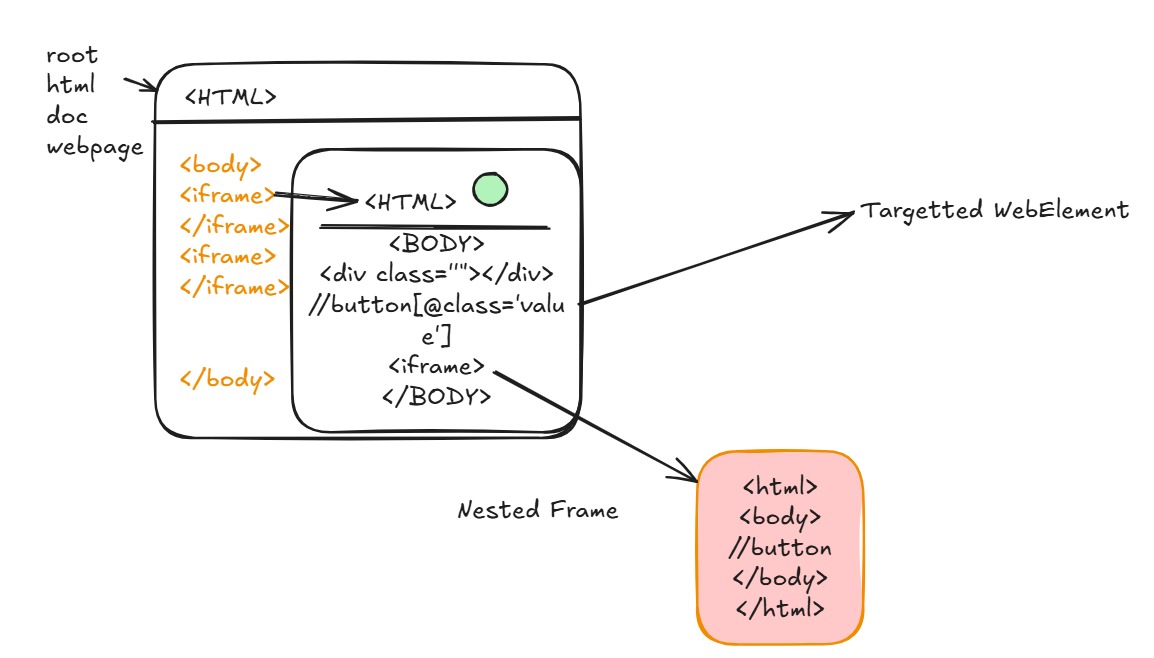 root
html
doc
webpage
<HTML>
<body>
<iframe>
</iframe>
<iframe>
</iframe>
</body>
<HTML>
<BODY>
<div class=""></div>
//button[@class='valu
e']
<iframe>
</BODY>
Targetted WebElement
Nested Frame
<html>
<body>
//button
</body>
</html>